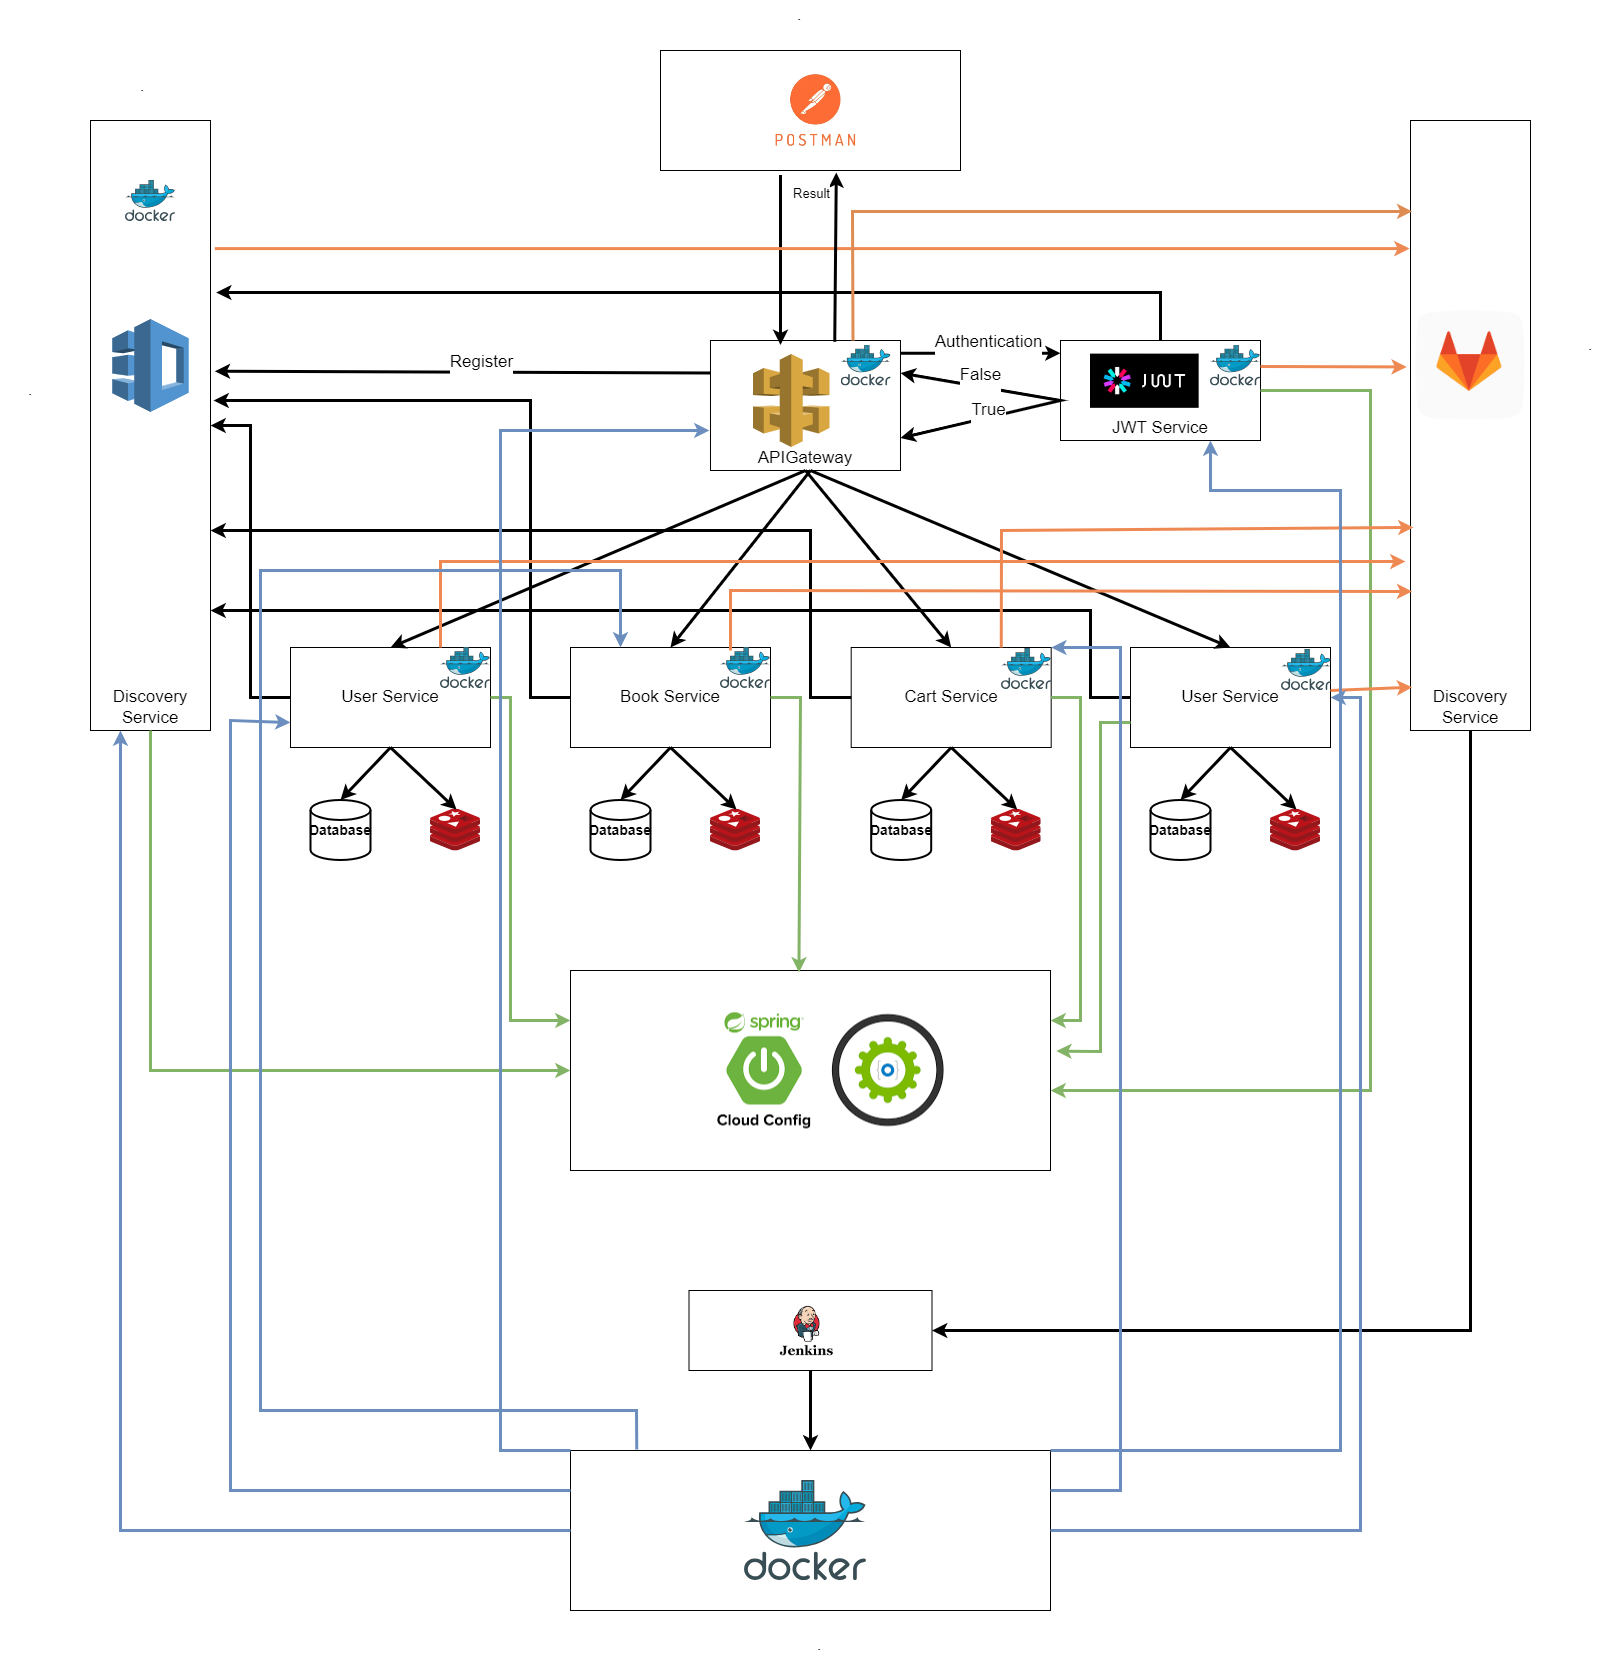 POSTMAN
docker
Result
Authentication
Register
False
docker
JWT
docker
True
JWT Service
APIGateway
docker
docker
docker
docker
User Service
Book Service
Cart Service
User Service
Discovery
Service
Discovery
Service
Database
Database
Database
Database
spring
Cloud Config
Jenkins
docker